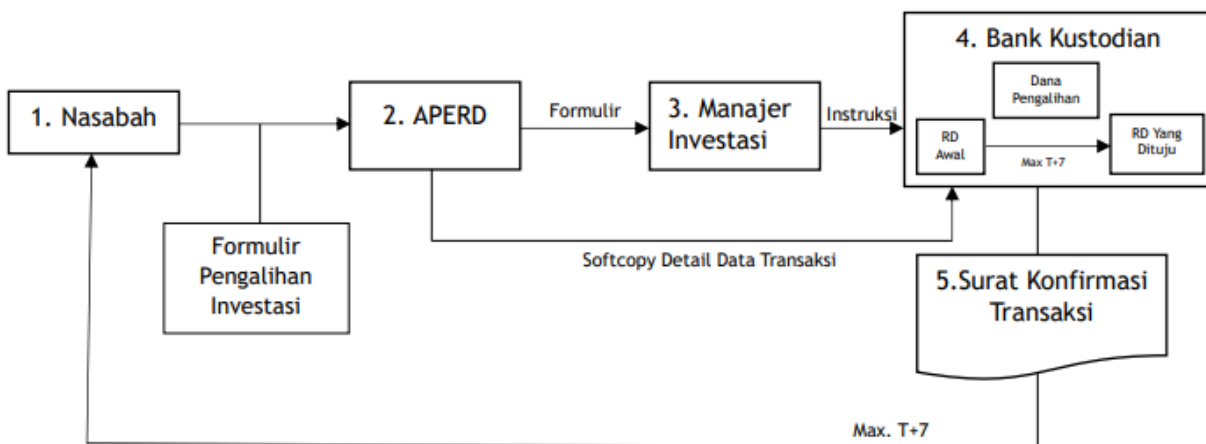 1. Nasabah
Formulir
Pengalihan
Investasi
2. APERD
Formulir
3. Manajer
Investasi
Instruksi
4. Bank Kustodian
Dana
Pengalihan
RD
Awal
Max T+7
RD Yang
Dituju
Softcopy Detail Data Transaksi
5.Surat Konfirmasi
Transaksi
Max. T+7